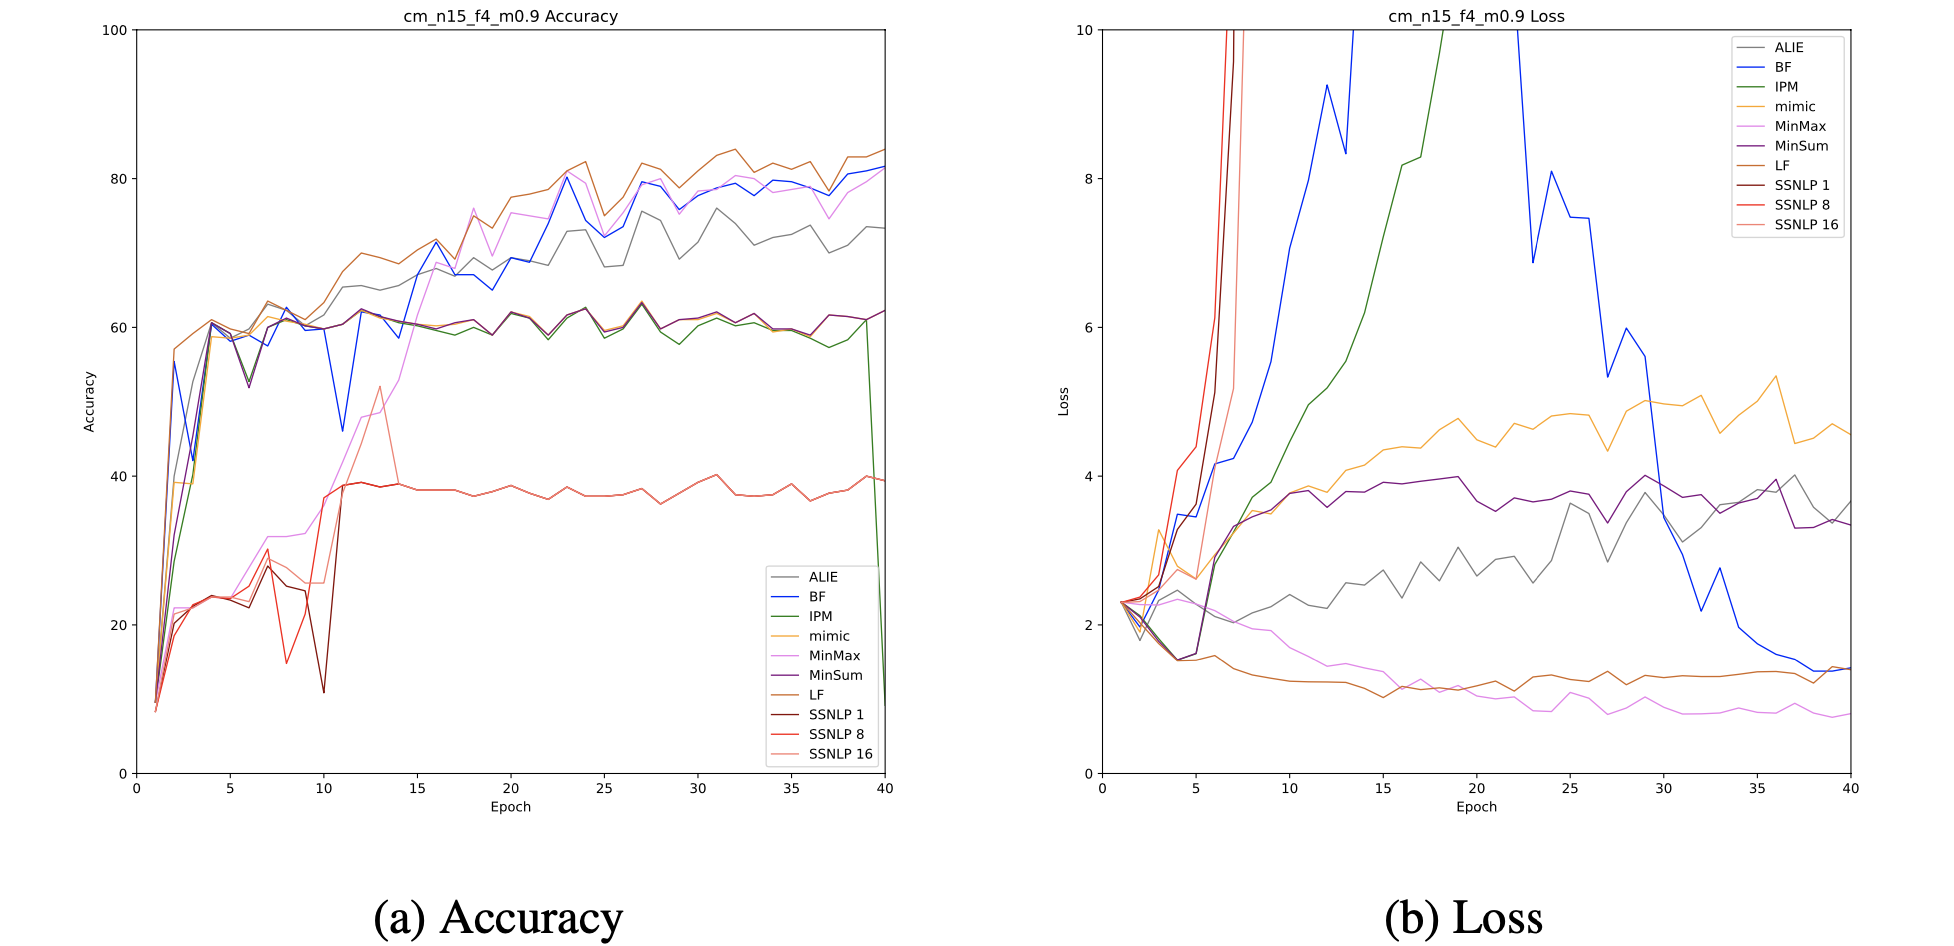 cm_n15_f4_m0.9 Accuracy
100
80
60
40
20
0
Accuracy
0 5 10 15 20 25 30 35 40
Epoch
ALIE
BF
IPM
mimic
MinMax
MinSum
LF
SSNLP 1
SSNLP 8
SSNLP 16
(a) Accuracy
cm_n15_f4_m0.9 Loss
10
8
6
4
2
0
Loss
0 5 10 15 20 25 30 35 40
Epoch
ALIE
BF
IPM
mimic
MinMax
MinSum
LF
SSNLP 1
SSNLP 8
SSNLP 16
(b) Loss